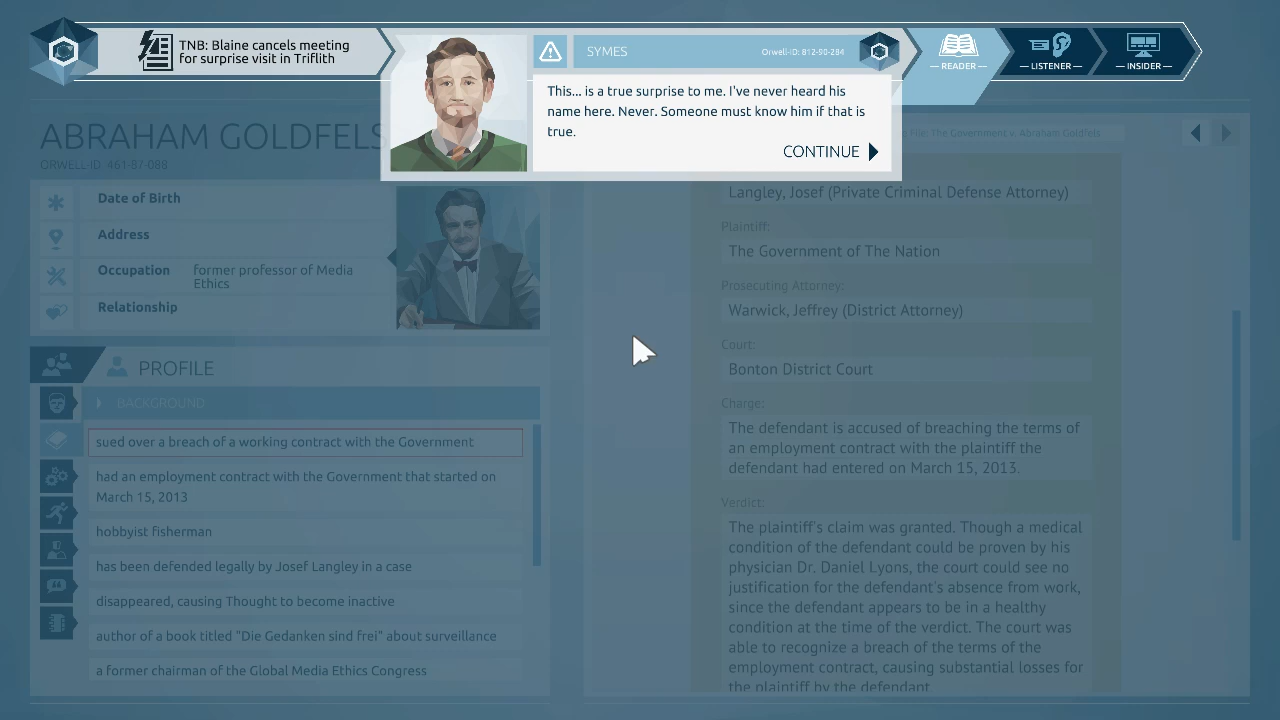 TNB: Blaine cancels meeting
for surprise visit in Triflith
SYMES
Orwell-ID: 812-90-284
This... is a true surprise to me. I've never heard his
name here. Never. Someone must know him if that is
true.
CONTINUE
— READER —
— LISTENER —
— INSIDER —
ABRAHAM GOLDFELS
ORWELL-ID: 461-87-088
Date of Birth
Address
Occupation former professor of Media
Ethics
Relationship
PROFILE
BACKGROUND
sued over a breach of a working contract with the Government
had an employment contract with the Government that started on
March 15, 2013
hobbyist fisherman
has been defended legally by Josef Langley in a case
disappeared, causing Thought to become inactive
author of a book titled "Die Gedanken sind frei" about surveillance
a former chairman of the Global Media Ethics Congress
File: The Government v. Abraham Goldfels
Langley, Josef (Private Criminal Defense Attorney)
Plaintiff:
The Government of The Nation
Prosecuting Attorney:
Warwick, Jeffrey (District Attorney)
Court:
Bonton District Court
Charge:
The defendant is accused of breaching the terms of
an employment contract with the plaintiff the
defendant had entered on March 15, 2013.
Verdict:
The plaintiff's claim was granted. Though a medical
condition of the defendant could be proven by his
physician Dr. Daniel Lyons, the court could see no
justification for the defendant's absence from work,
since the defendant appears to be in a healthy
condition at the time of the verdict. The court was
able to recognize a breach of the terms of the
employment contract, causing substantial losses for
the plaintiff by the defendant